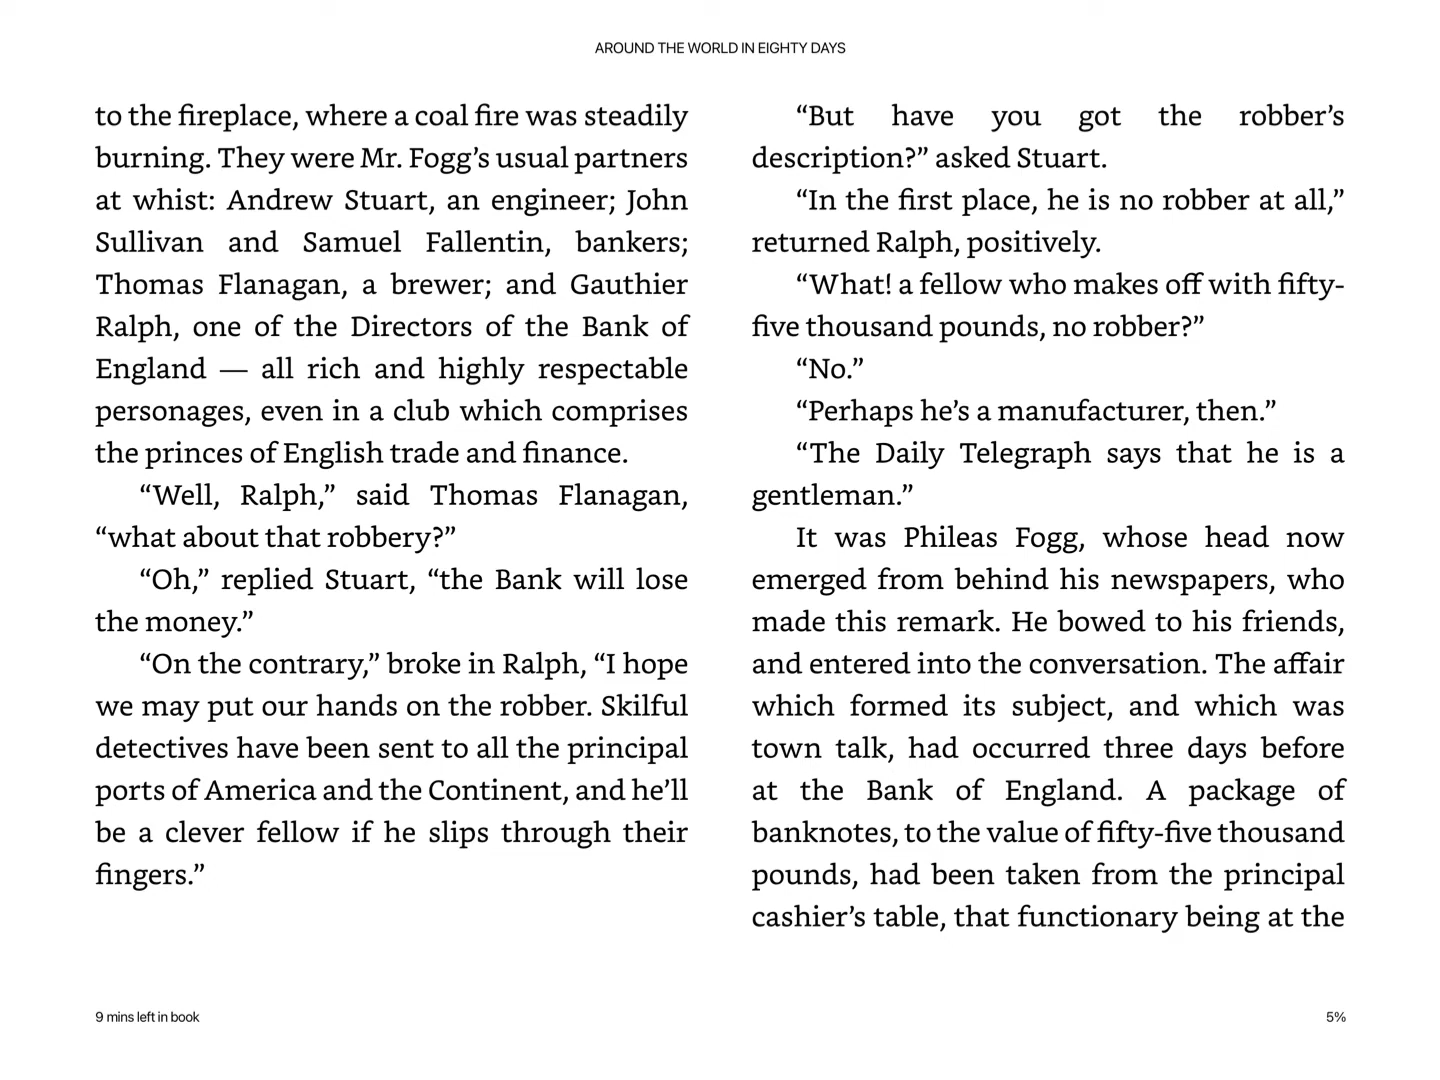 AROUND THE WORLD IN EIGHTY DAYS
to the fireplace, where a coal fire was steadily
burning. They were Mr. Fogg’s usual partners
at whist: Andrew Stuart, an engineer; John
Sullivan and Samuel Fallentin, bankers;
Thomas Flanagan, a brewer; and Gauthier
Ralph, one of the Directors of the Bank of
England — all rich and highly respectable
personages, even in a club which comprises
the princes of English trade and finance.
“Well, Ralph,” said Thomas Flanagan,
“what about that robbery?”
“Oh,” replied Stuart, “the Bank will lose
the money.”
“On the contrary,” broke in Ralph, “I hope
we may put our hands on the robber. Skilful
detectives have been sent to all the principal
ports of America and the Continent, and he’ll
be a clever fellow if he slips through their
fingers.”
“But have you got the robber’s
description?” asked Stuart.
“In the first place, he is no robber at all,”
returned Ralph, positively.
“What! a fellow who makes off with fifty-
five thousand pounds, no robber?”
“No.”
“Perhaps he’s a manufacturer, then.”
“The Daily Telegraph says that he is a
gentleman.”
It was Phileas Fogg, whose head now
emerged from behind his newspapers, who
made this remark. He bowed to his friends,
and entered into the conversation. The affair
which formed its subject, and which was
town talk, had occurred three days before
at the Bank of England. A package of
banknotes, to the value of fifty-five thousand
pounds, had been taken from the principal
cashier’s table, that functionary being at the
9 mins left in book
5%